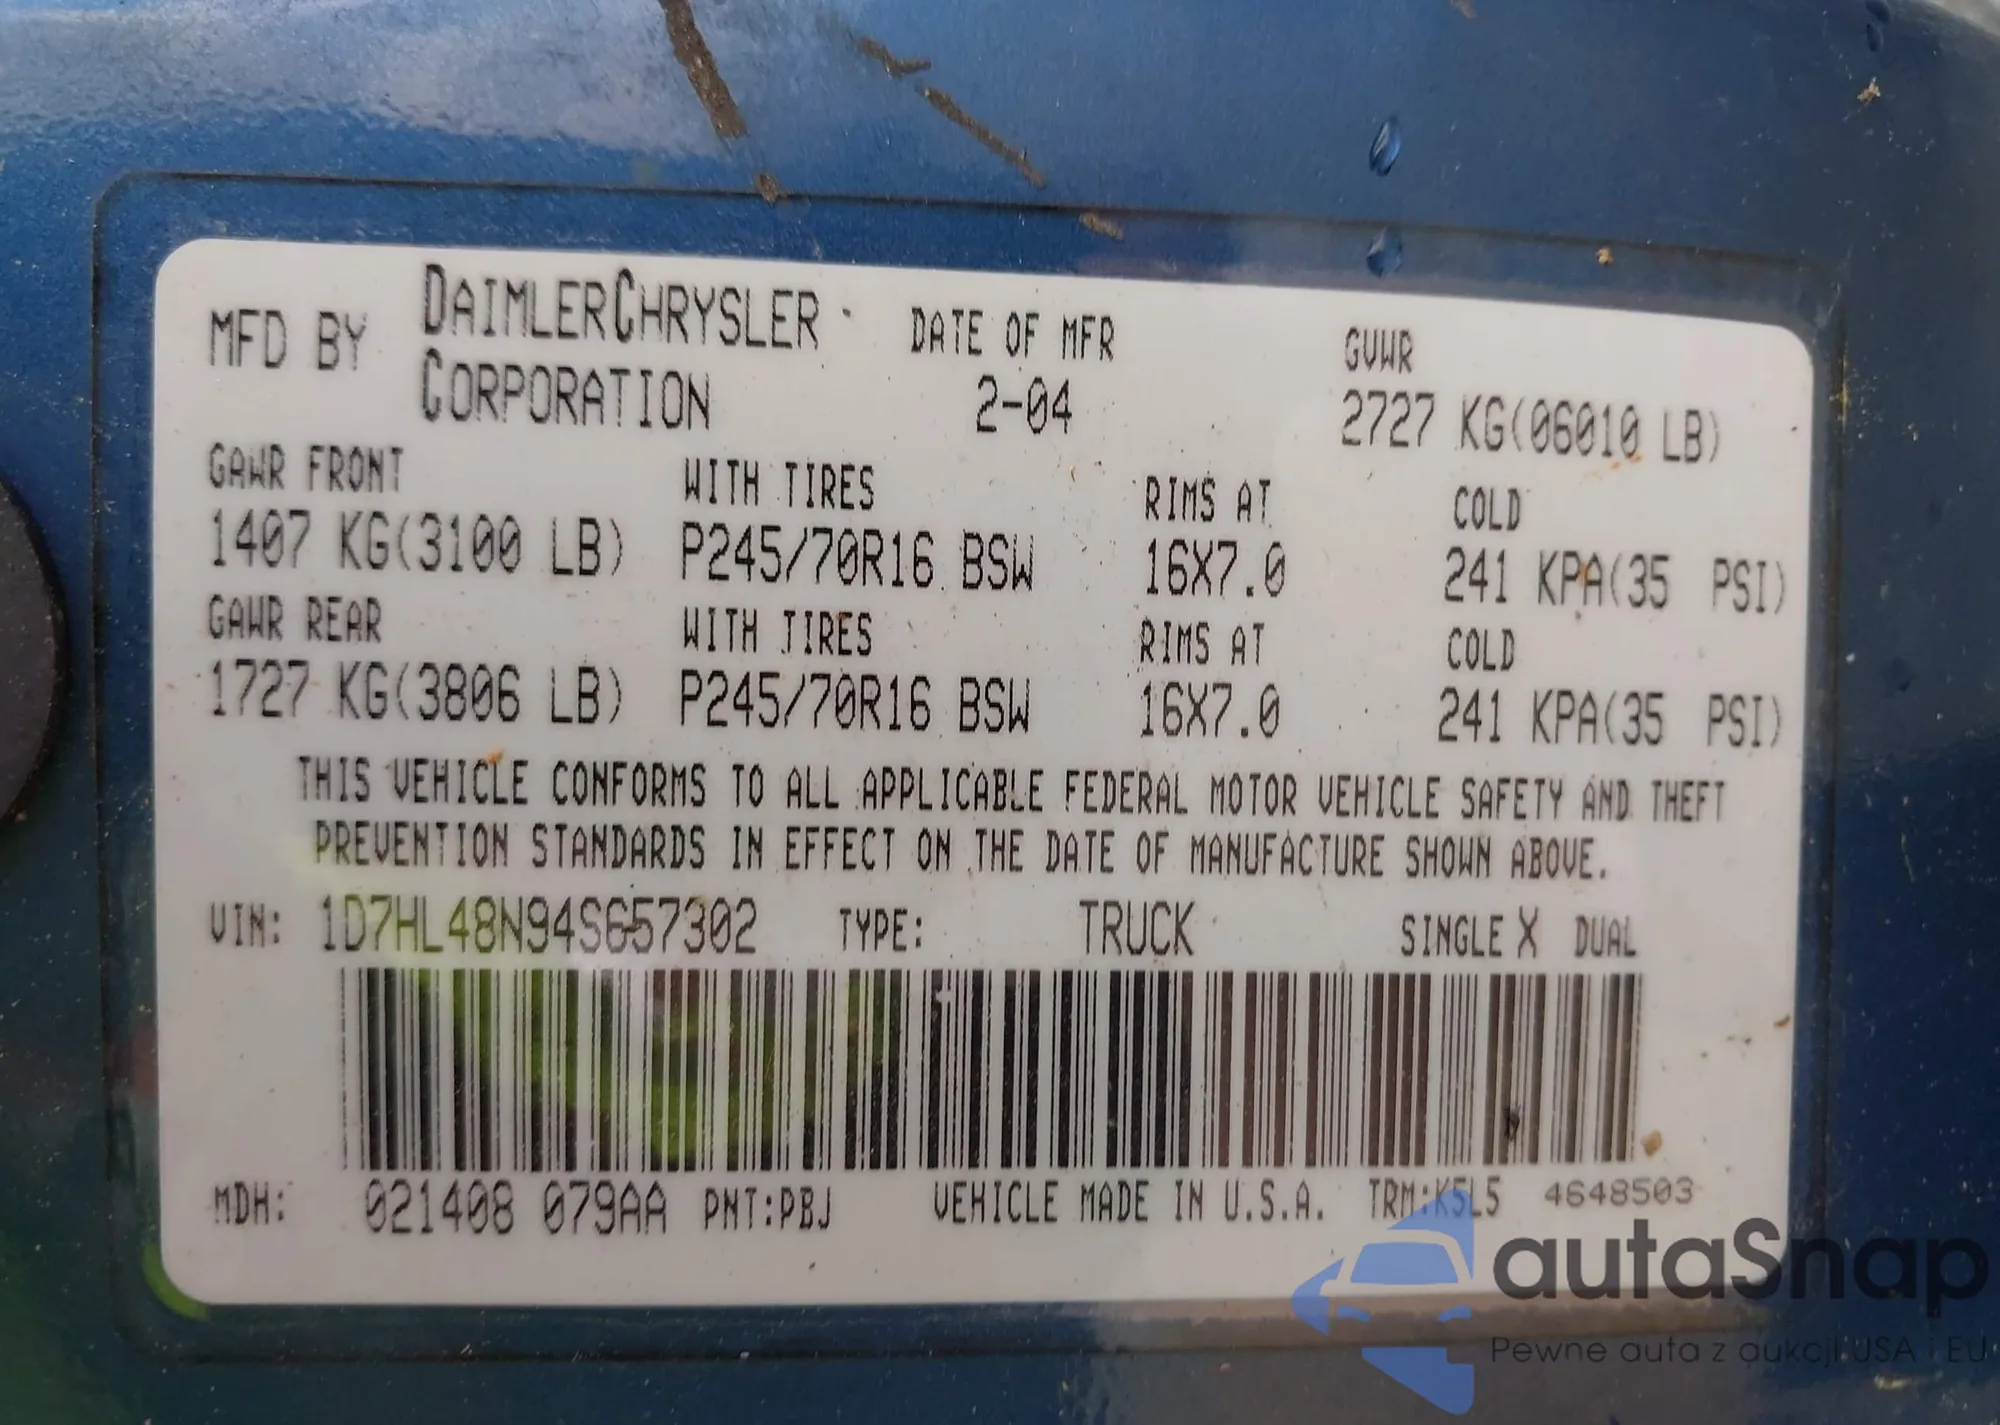 MFD BY DAIMLERCHRYSLER CORPORATION DATE OF MFR 2-04 GVWR 2727 KG(06010 LB)
GAWR FRONT WITH TIRES RIMS AT COLD
1407 KG(3100 LB) P245/70R16 BSW 16X7.0 241 KPA(35 PSI)
GAWR REAR WITH TIRES RIMS AT COLD
1727 KG(3806 LB) P245/70R16 BSW 16X7.0 241 KPA(35 PSI)
THIS VEHICLE CONFORMS TO ALL APPLICABLE FEDERAL MOTOR VEHICLE SAFETY AND THEFT
PREVENTION STANDARDS IN EFFECT ON THE DATE OF MANUFACTURE SHOWN ABOVE.
VIN: 1D7HL48N94S657302 TYPE: TRUCK SINGLE X DUAL
MDH: 021408 079AA PNT:PBJ VEHICLE MADE IN U.S.A. TRM:K5L5 4648503
autaSnap
Pewne auta z aukcji USA i EU